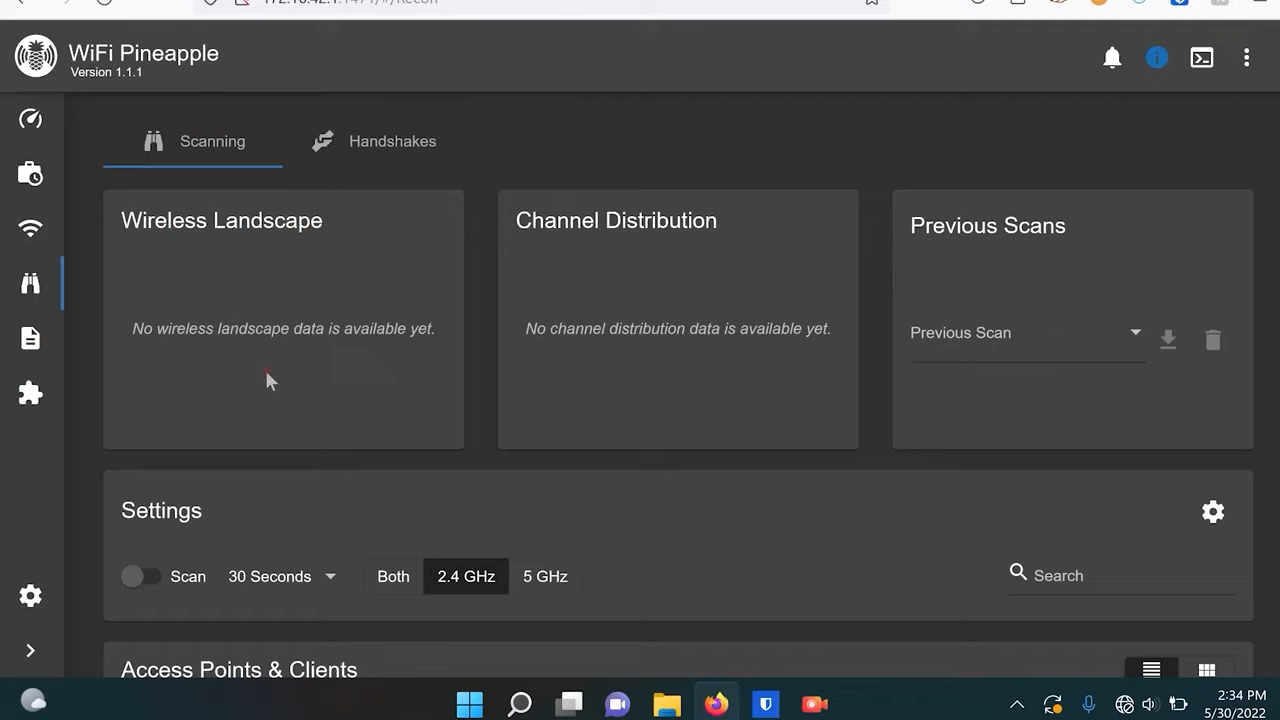 WiFi Pineapple
Version 1.1.1
Scanning
Handshakes
Wireless Landscape
No wireless landscape data is available yet.
Channel Distribution
No channel distribution data is available yet.
Previous Scans
Previous Scan
Settings
Scan
30 Seconds
Both
2.4 GHz
5 GHz
Search
Access Points & Clients
2:34 PM
5/30/2022